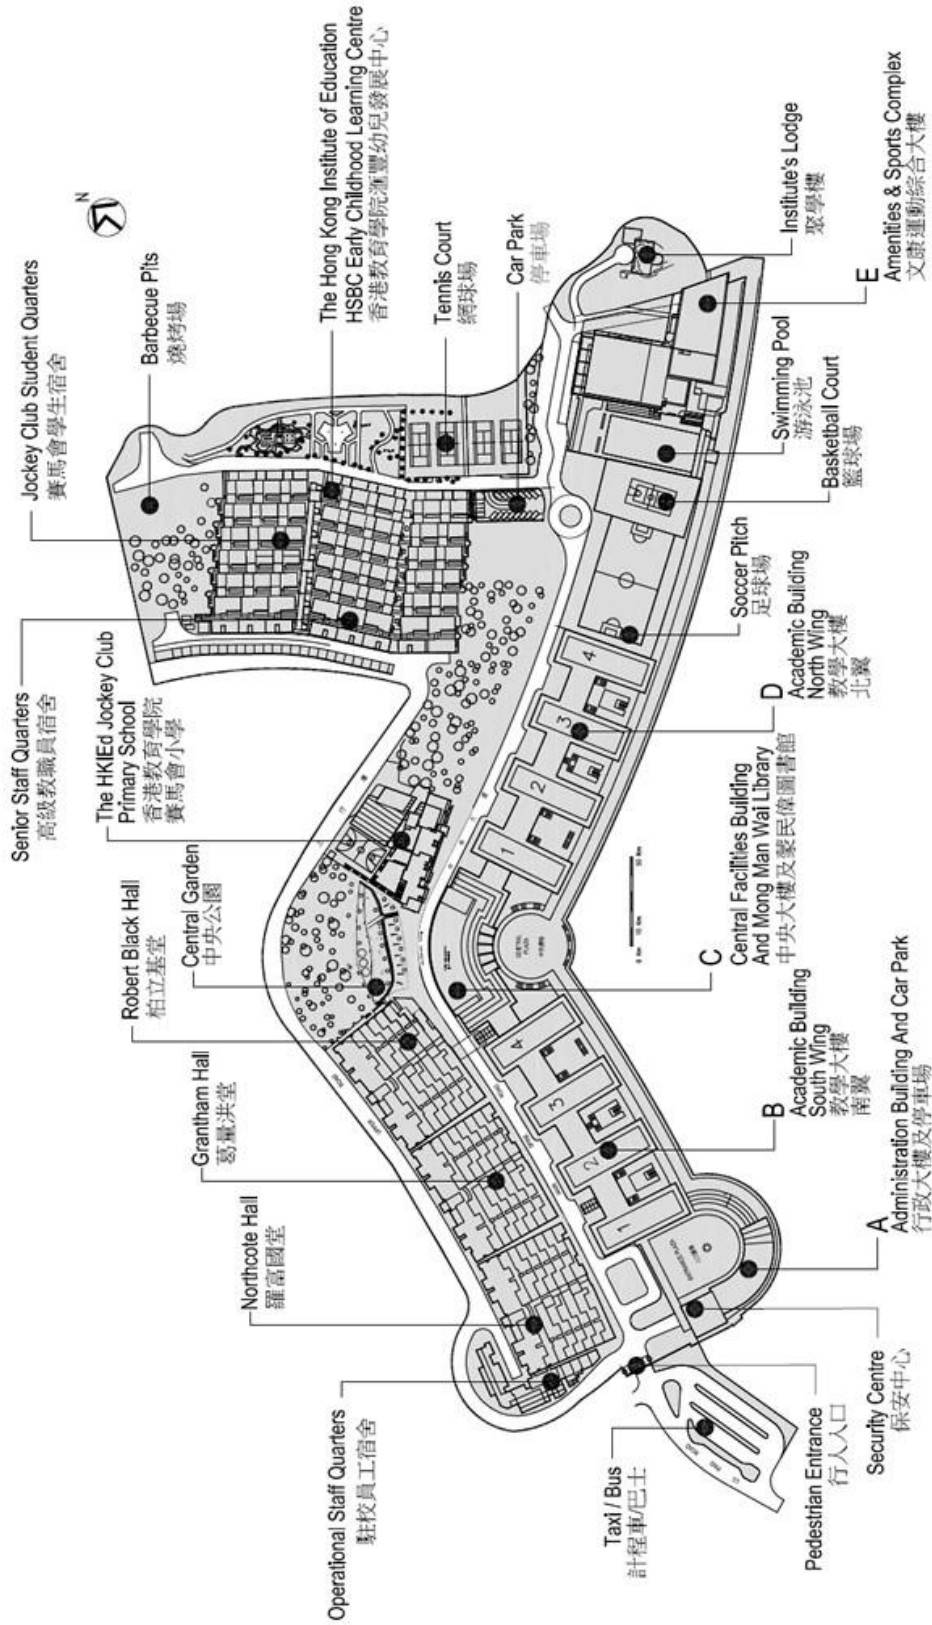 Operational Staff Quarters
駐校員工宿舍
Northcote Hall
羅富國堂
Grantham Hall
葛量洪堂
Robert Black Hall
柏立基堂
Central Garden
中央公園
The HKIEd Jockey Club
Primary School
香港教育學院
賽馬會小學
Senior Staff Quarters
高級教職員宿舍
Jockey Club Student Quarters
賽馬會學生宿舍
Barbecue Pits
燒烤場
N
The Hong Kong Institute of Education
HSBC Early Childhood Learning Centre
香港教育學院滙豐幼兒發展中心
Tennis Court
網球場
Car Park
停車場
Taxi / Bus
計程車/巴士
Pedestrian Entrance
行人入口
Security Centre
保安中心
ENTRANCE PLAZA
A
Administration Building And Car Park
行政大樓及停車場
1
2
3
4
B
Academic Building
South Wing
教學大樓
南翼
CENTRAL
PLAZA
C
Central Facilities Building
And Mong Man Wai Library
中央大樓及蒙民偉圖書館
1
2
3
4
D
Academic Building
North Wing
教學大樓
北翼
Soccer Pitch
足球場
Basketball Court
籃球場
Swimming Pool
游泳池
E
Amenities & Sports Complex
文康運動綜合大樓
Institute's Lodge
聚學樓